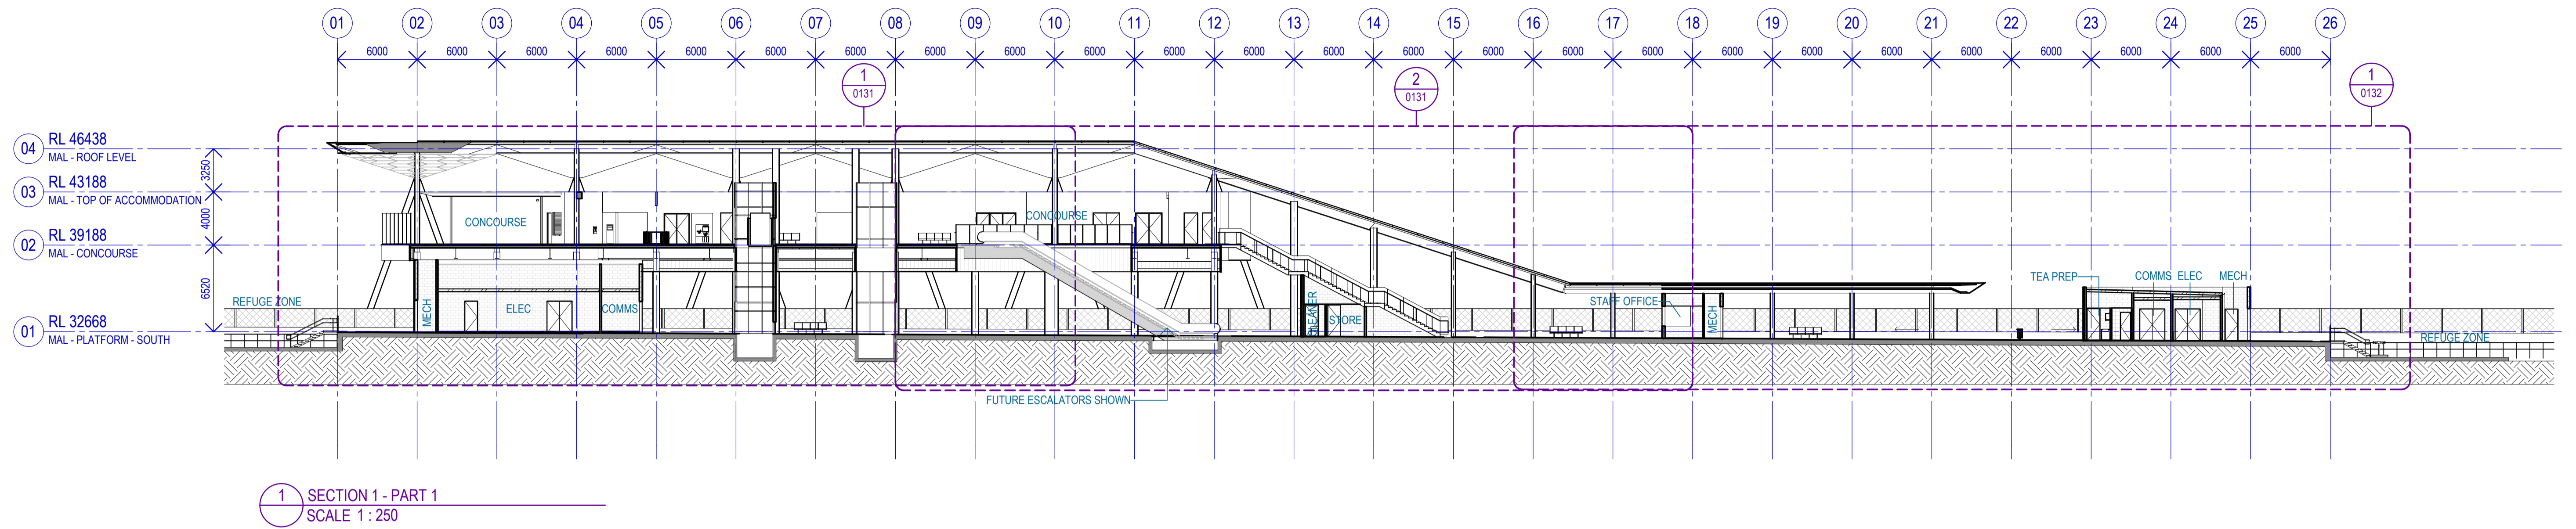 01 02 03 04 05 06 07 08 09 10 11 12 13 14 15 16 17 18 19 20 21 22 23 24 25 26
6000 6000 6000 6000 6000 6000 6000 6000 6000 6000 6000 6000 6000 6000 6000 6000 6000 6000 6000 6000 6000 6000 6000 6000 6000
1
0131
2
0131
1
0132
04 RL 46438
MAL - ROOF LEVEL
3250
03 RL 43188
MAL - TOP OF ACCOMMODATION
4000
02 RL 39188
MAL - CONCOURSE
6520
01 RL 32668
MAL - PLATFORM - SOUTH
CONCOURSE
CONCOURSE
REFUGE ZONE
MECH
ELEC
COMMS
CLEANER
STORE
STAFF OFFICE
MECH
TEA PREP
COMMS ELEC MECH
REFUGE ZONE
FUTURE ESCALATORS SHOWN
1 SECTION 1 - PART 1
SCALE 1 : 250